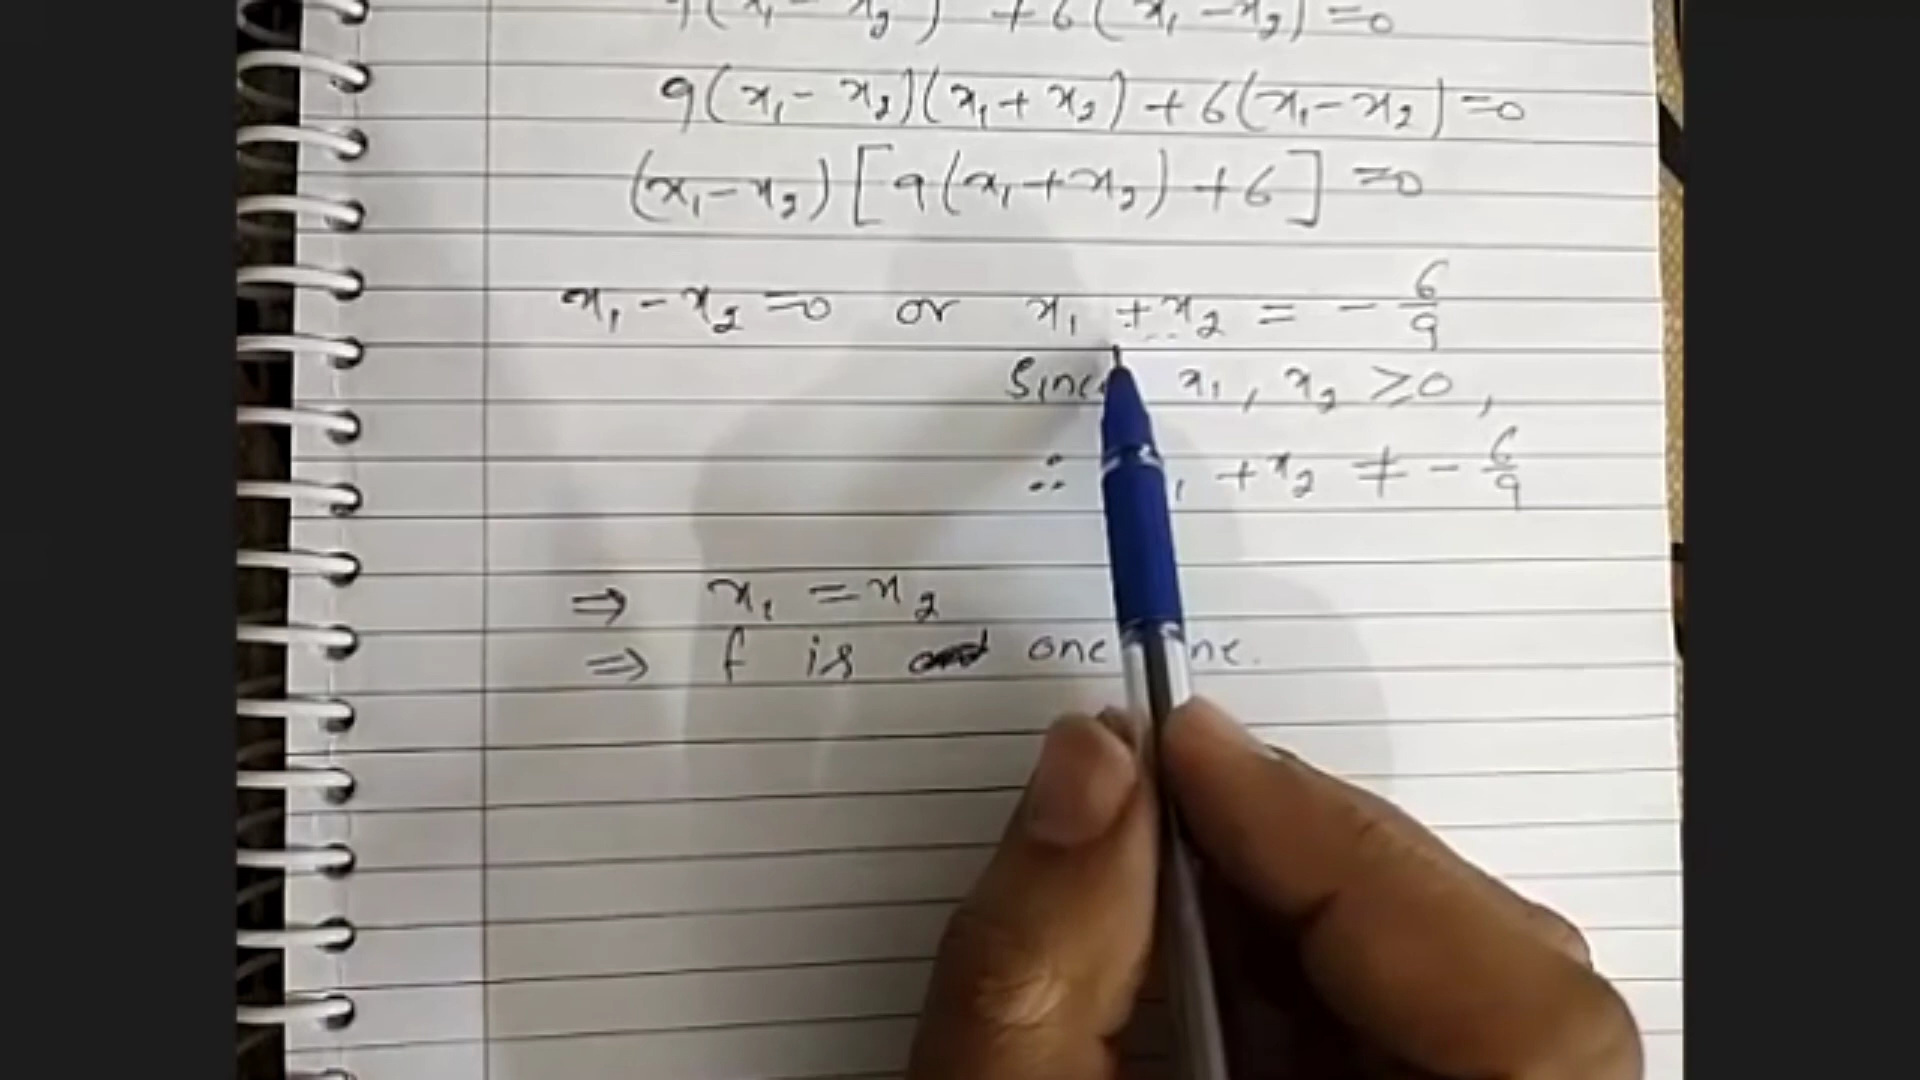 9(x₁ - x₂)(x₁ + x₂) + 6(x₁ - x₂) = 0
(x₁ - x₂)[9(x₁ + x₂) + 6] = 0
x₁ - x₂ = 0 or x₁ + x₂ = - 6/9
x₁, x₂ ≥ 0,
∴ + x₂ ≠ - 6/9
⇒ x₁ = x₂
⇒ f is one